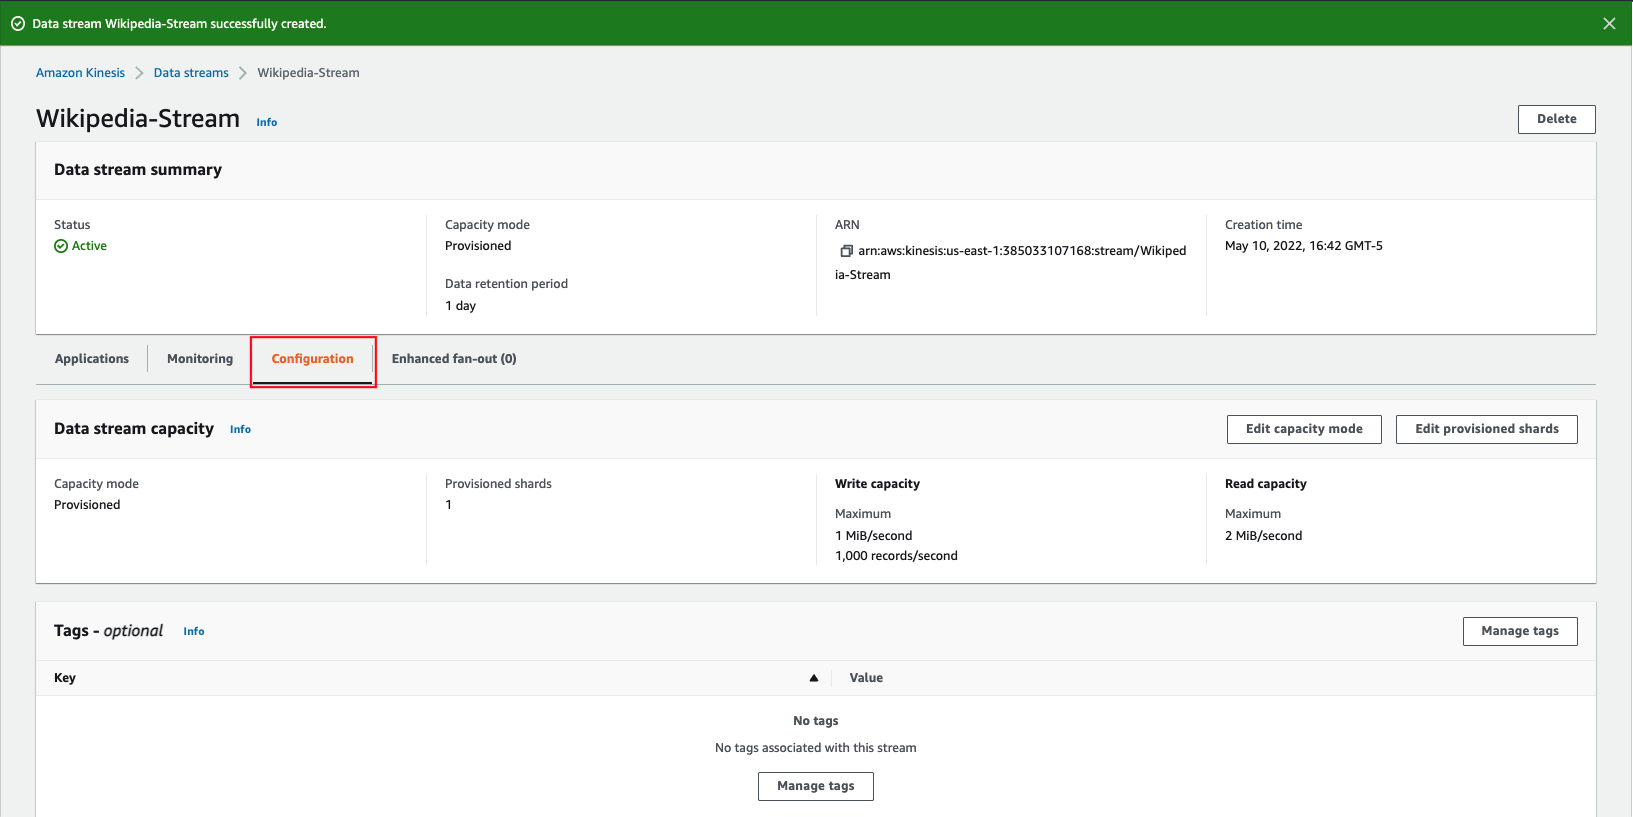 Data stream Wikipedia-Stream successfully created.
Amazon Kinesis > Data streams > Wikipedia-Stream
Wikipedia-Stream Info
Delete
Data stream summary
Status
Active
Capacity mode
Provisioned
Data retention period
1 day
ARN
arn:aws:kinesis:us-east-1:385033107168:stream/Wikiped
ia-Stream
Creation time
May 10, 2022, 16:42 GMT-5
Applications
Monitoring
Configuration
Enhanced fan-out (0)
Data stream capacity Info
Edit capacity mode
Edit provisioned shards
Capacity mode
Provisioned
Provisioned shards
1
Write capacity
Maximum
1 MiB/second
1,000 records/second
Read capacity
Maximum
2 MiB/second
Tags - optional Info
Manage tags
Key
Value
No tags
No tags associated with this stream
Manage tags